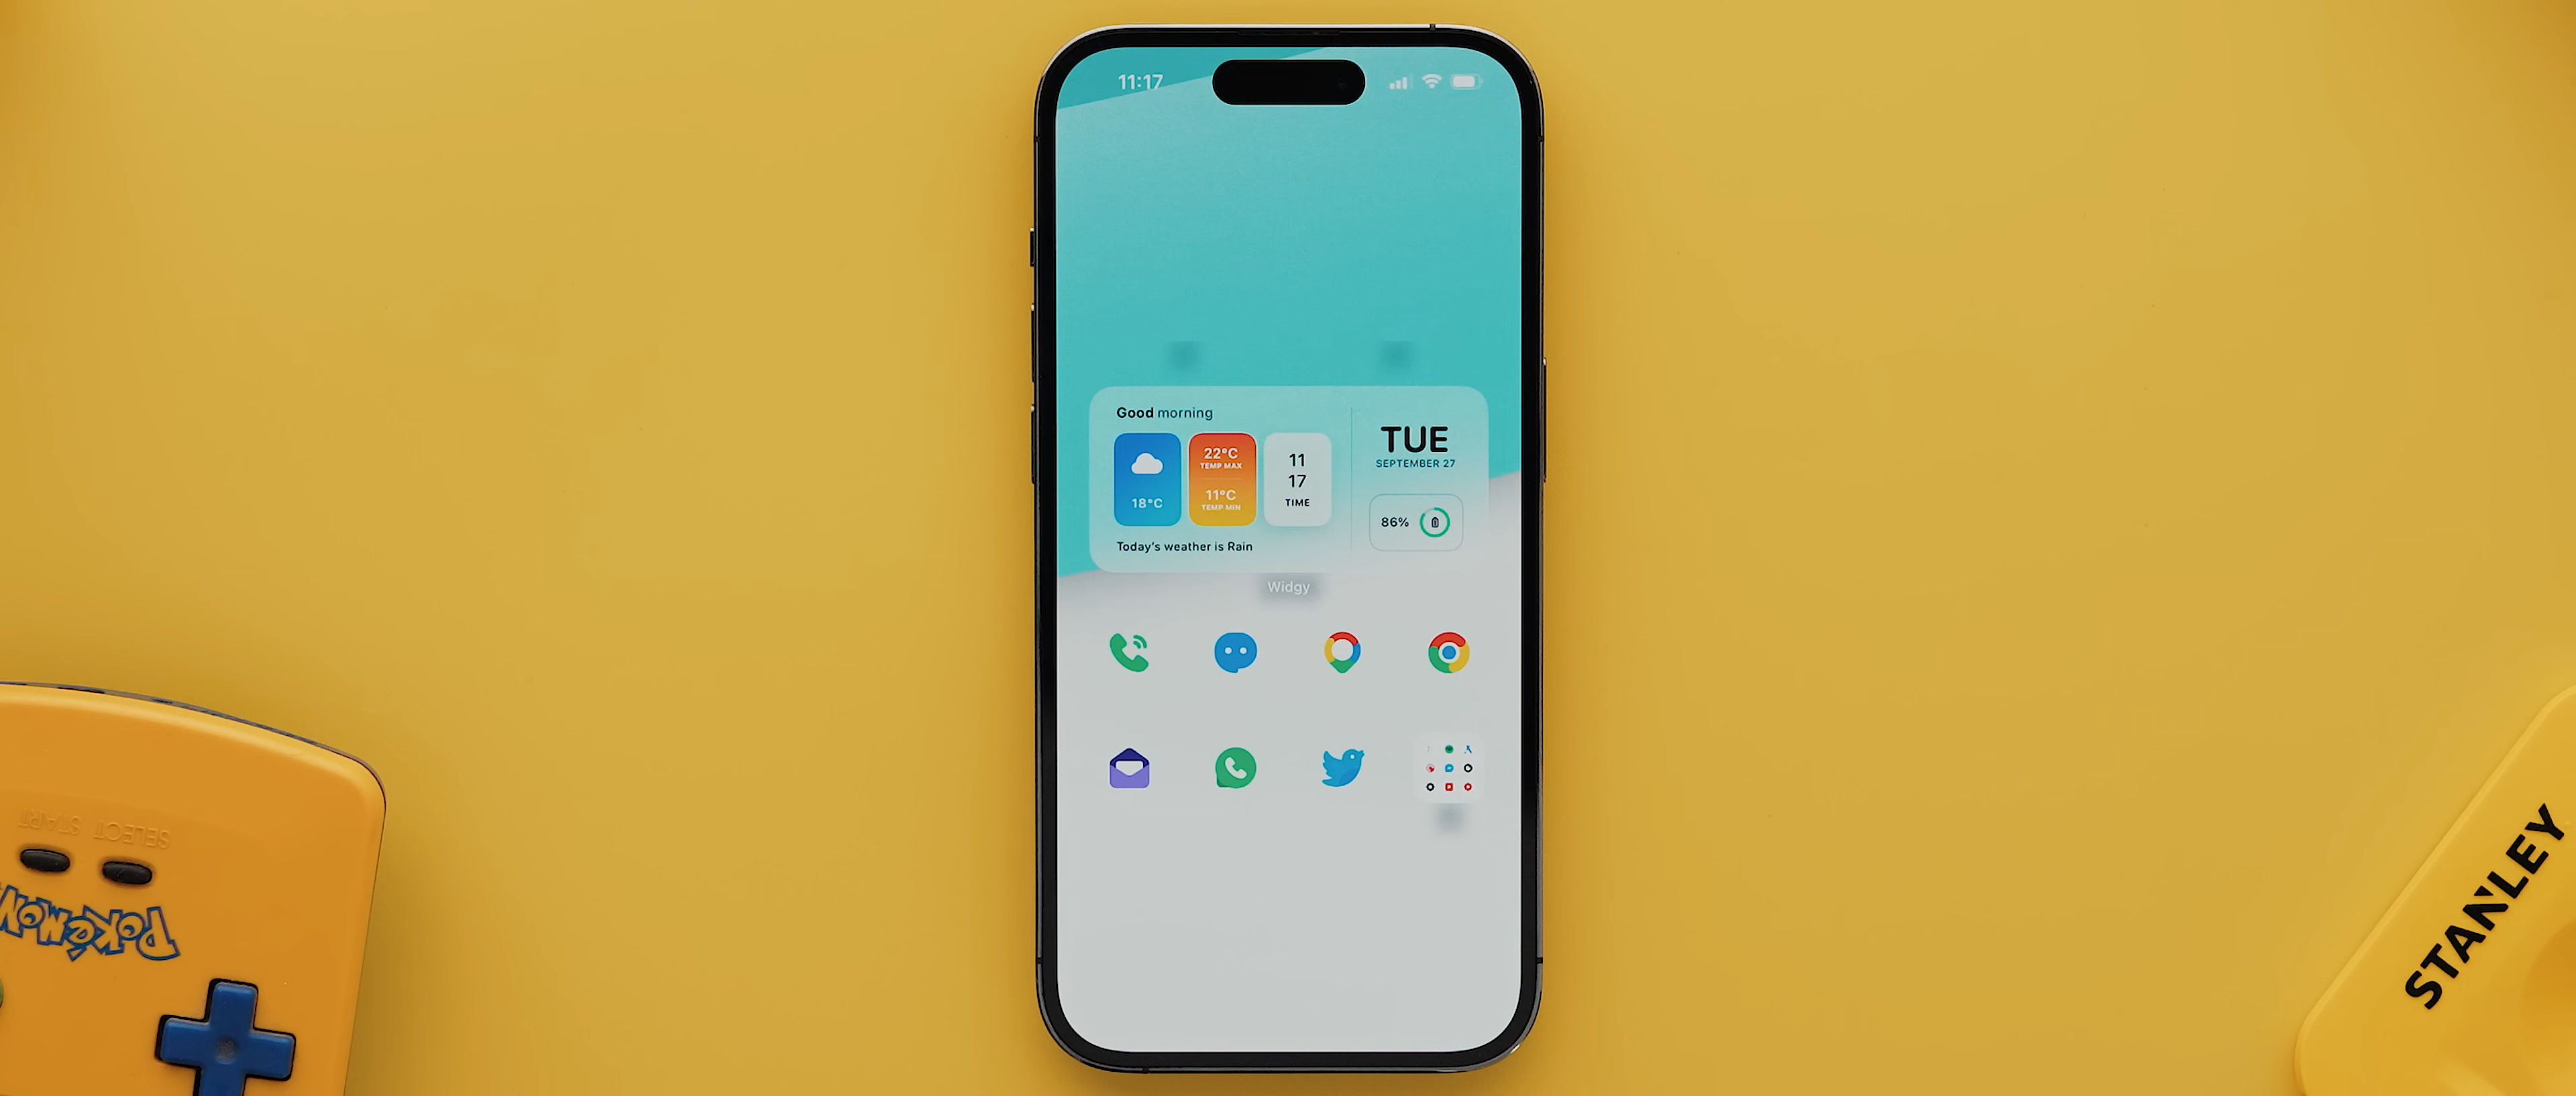 11:17
Good morning
18°C
22°C
TEMP MAX
11°C
TEMP MIN
11
17
TIME
Today's weather is Rain
TUE
SEPTEMBER 27
86%
Widgy
SELECT START
POKéMON
STANLEY